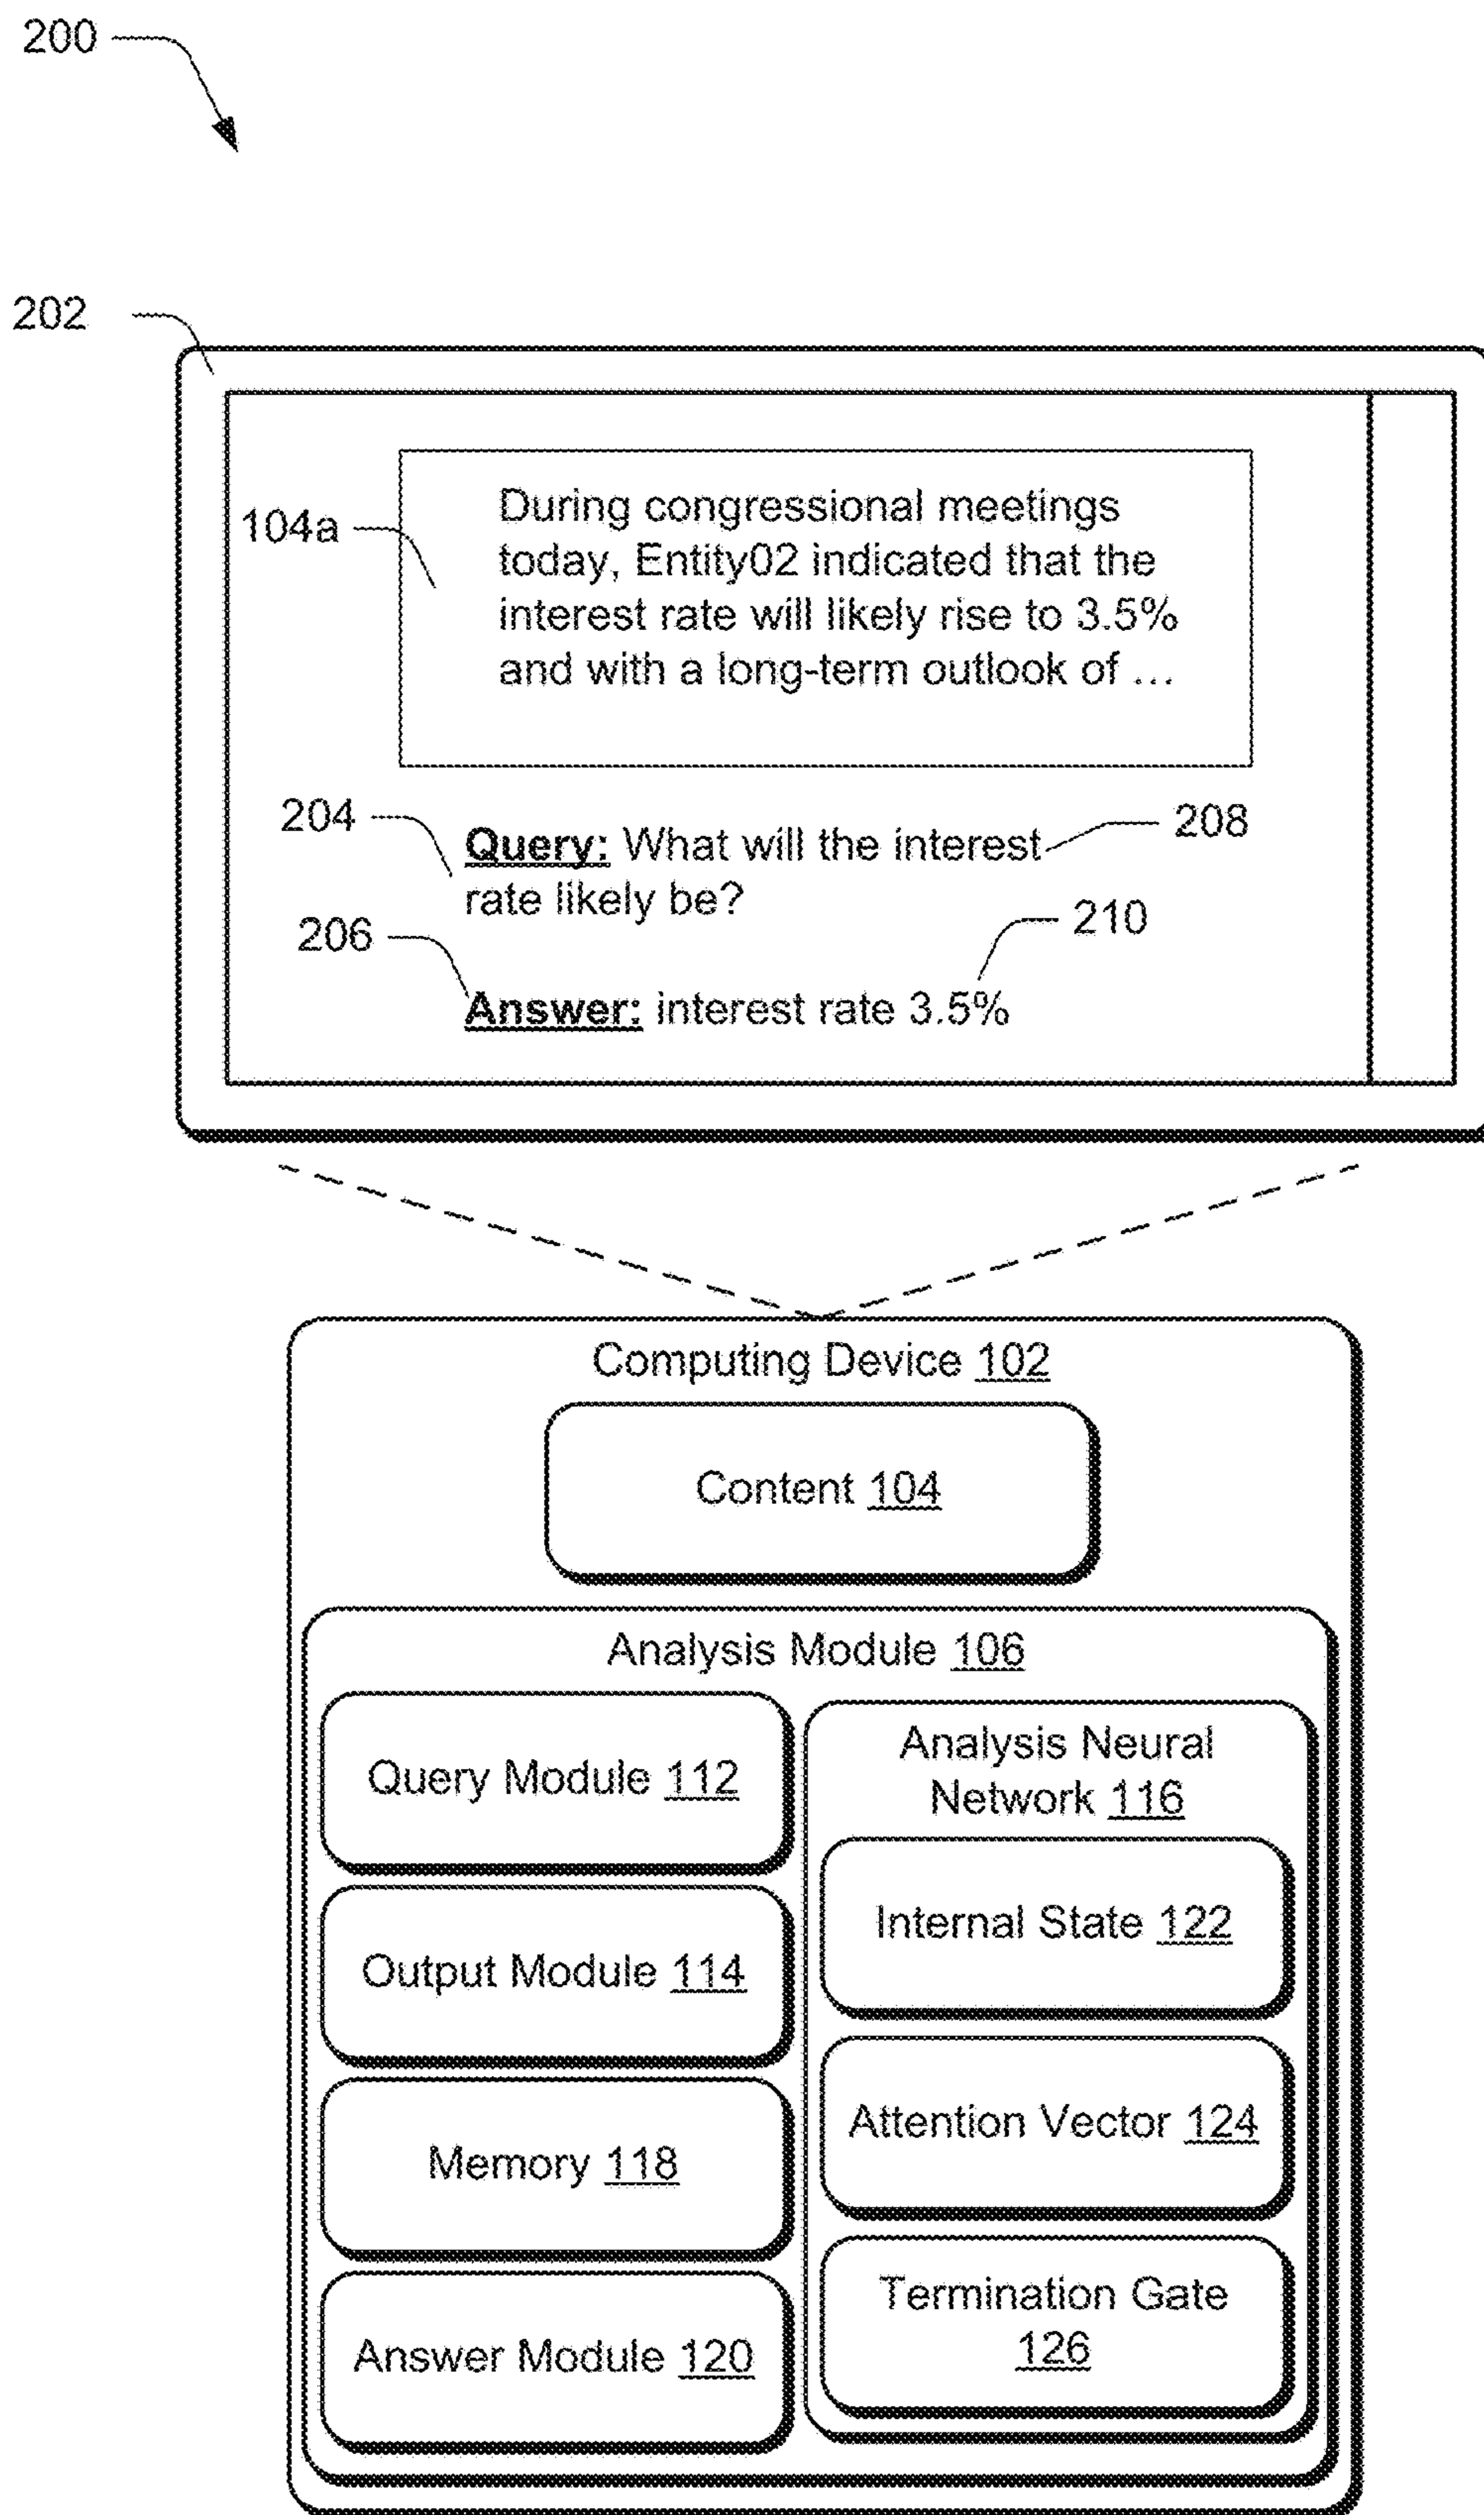 200
202
104a
During congressional meetings
today, Entity02 indicated that the
interest rate will likely rise to 3.5%
and with a long-term outlook of ...
204
208
Query: What will the interest
rate likely be?
206
210
Answer: interest rate 3.5%
Computing Device 102
Content 104
Analysis Module 106
Query Module 112
Output Module 114
Memory 118
Answer Module 120
Analysis Neural
Network 116
Internal State 122
Attention Vector 124
Termination Gate
126